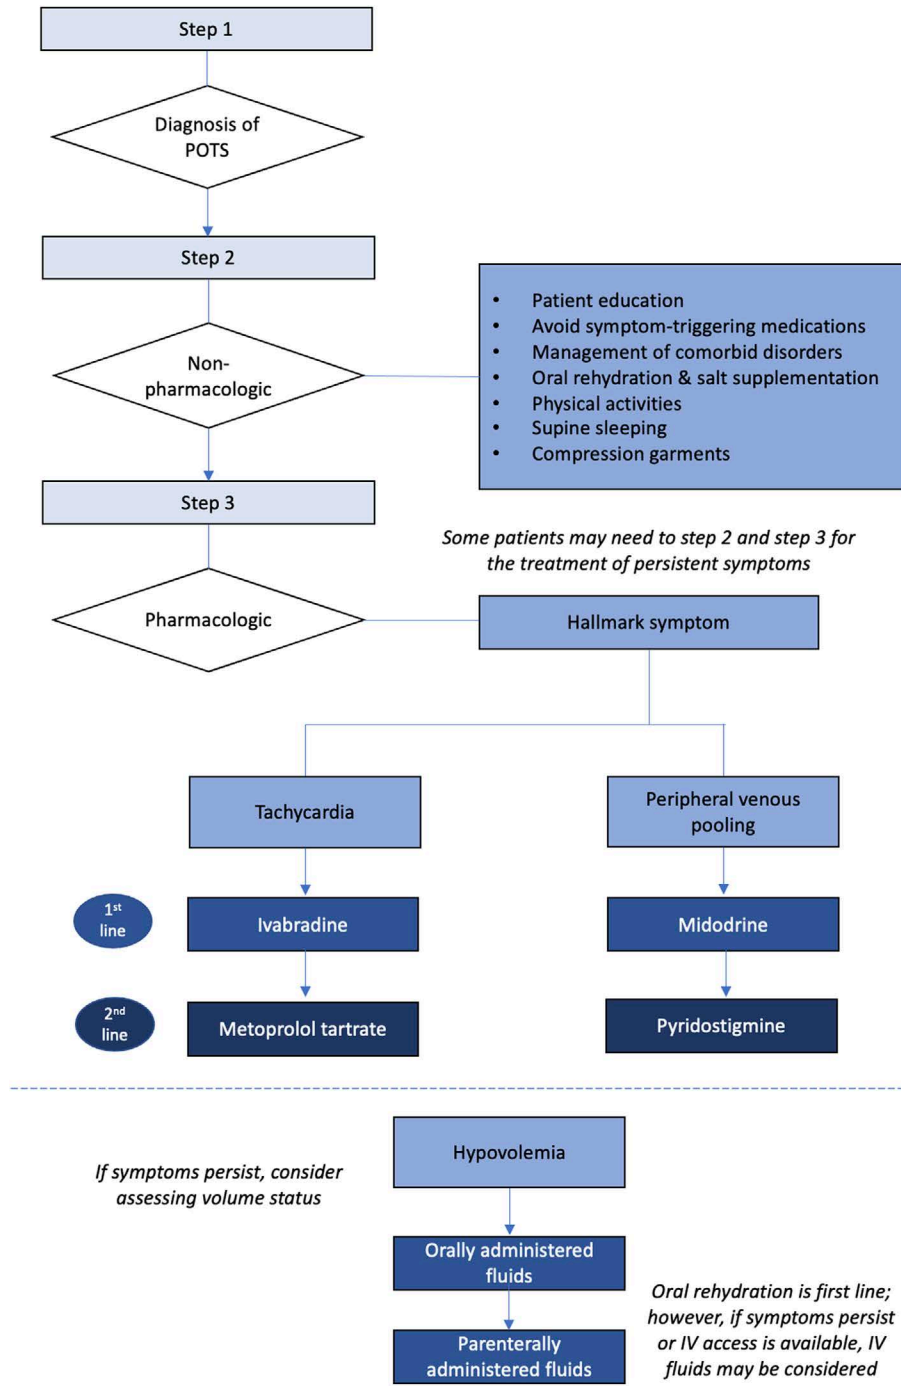 Step 1
Diagnosis of
POTS
Step 2
Non-
pharmacologic
• Patient education
• Avoid symptom-triggering medications
• Management of comorbid disorders
• Oral rehydration & salt supplementation
• Physical activities
• Supine sleeping
• Compression garments
Step 3
Some patients may need to step 2 and step 3 for
the treatment of persistent symptoms
Pharmacologic
Hallmark symptom
Tachycardia
Peripheral venous
pooling
1st
line
Ivabradine
Midodrine
2nd
line
Metoprolol tartrate
Pyridostigmine
If symptoms persist, consider
assessing volume status
Hypovolemia
Orally administered
fluids
Parenterally
administered fluids
Oral rehydration is first line;
however, if symptoms persist
or IV access is available, IV
fluids may be considered